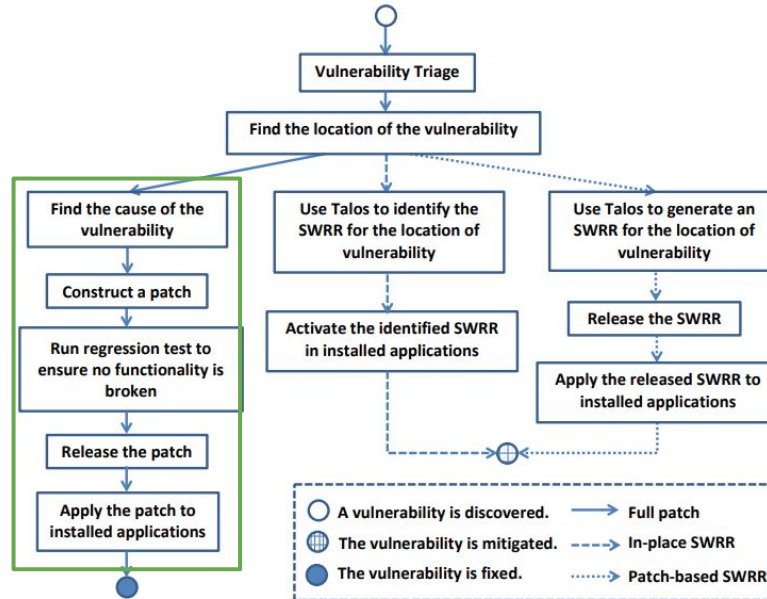 Vulnerability Triage
Find the location of the vulnerability
Find the cause of the
vulnerability
Construct a patch
Run regression test to
ensure no functionality is
broken
Release the patch
Apply the patch to
installed applications
Use Talos to identify the
SWRR for the location of
vulnerability
Activate the identified SWRR
in installed applications
Use Talos to generate an
SWRR for the location of
vulnerability
Release the SWRR
Apply the released SWRR to
installed applications
A vulnerability is discovered.
The vulnerability is mitigated.
The vulnerability is fixed.
Full patch
In-place SWRR
Patch-based SWRR